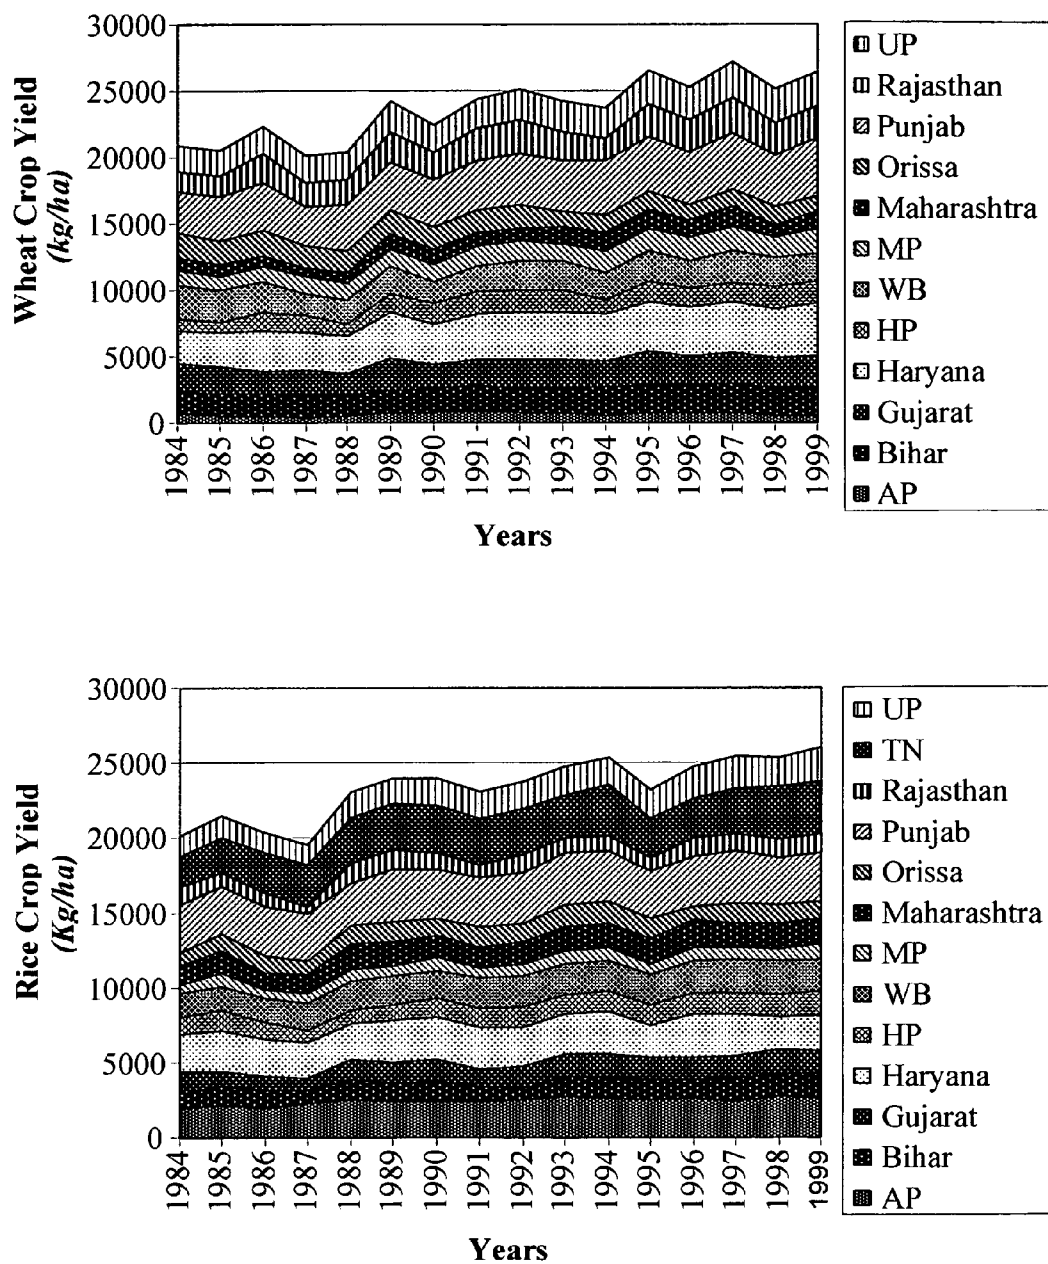 30000
25000
20000
15000
10000
5000
0
Wheat Crop Yield
(kg/ha)
1984
1985
1986
1987
1988
1989
1990
1991
1992
1993
1994
1995
1996
1997
1998
1999
Years
UP
Rajasthan
Punjab
Orissa
Maharashtra
MP
WB
HP
Haryana
Gujarat
Bihar
AP
30000
25000
20000
15000
10000
5000
0
Rice Crop Yield
(Kg/ha)
1984
1985
1986
1987
1988
1989
1990
1991
1992
1993
1994
1995
1996
1997
1998
1999
Years
UP
TN
Rajasthan
Punjab
Orissa
Maharashtra
MP
WB
HP
Haryana
Gujarat
Bihar
AP